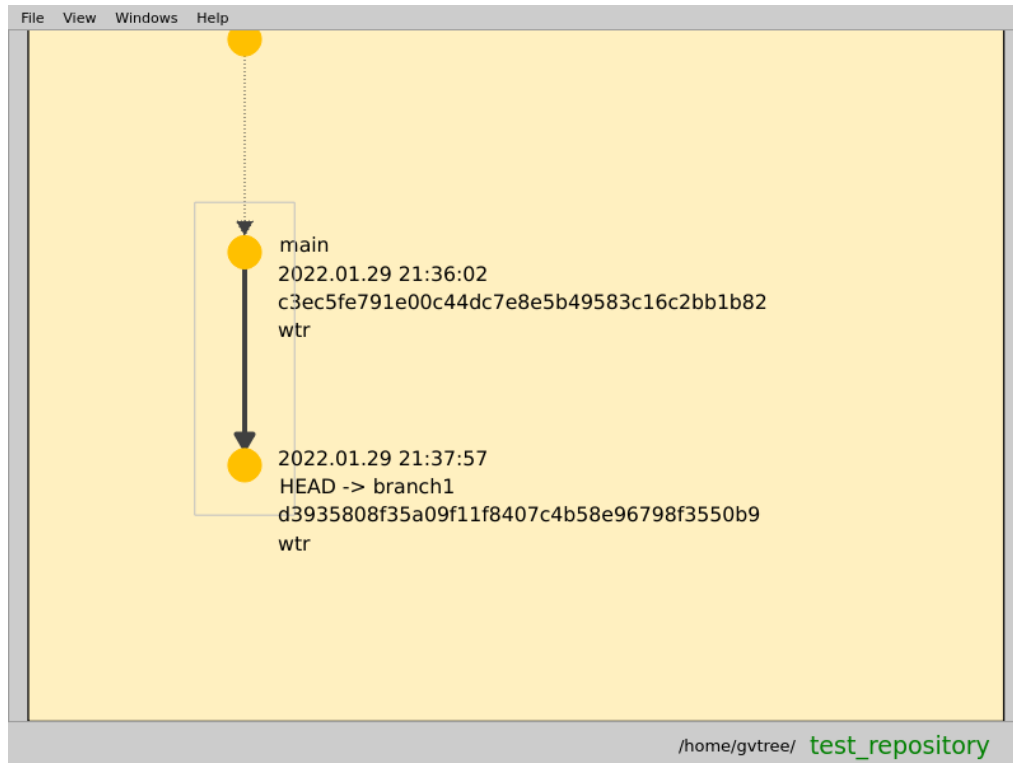 File View Windows Help
main
2022.01.29 21:36:02
c3ec5fe791e00c44dc7e8e5b49583c16c2bb1b82
wtr
2022.01.29 21:37:57
HEAD -> branch1
d3935808f35a09f11f8407c4b58e96798f3550b9
wtr
/home/gvtree/ test_repository